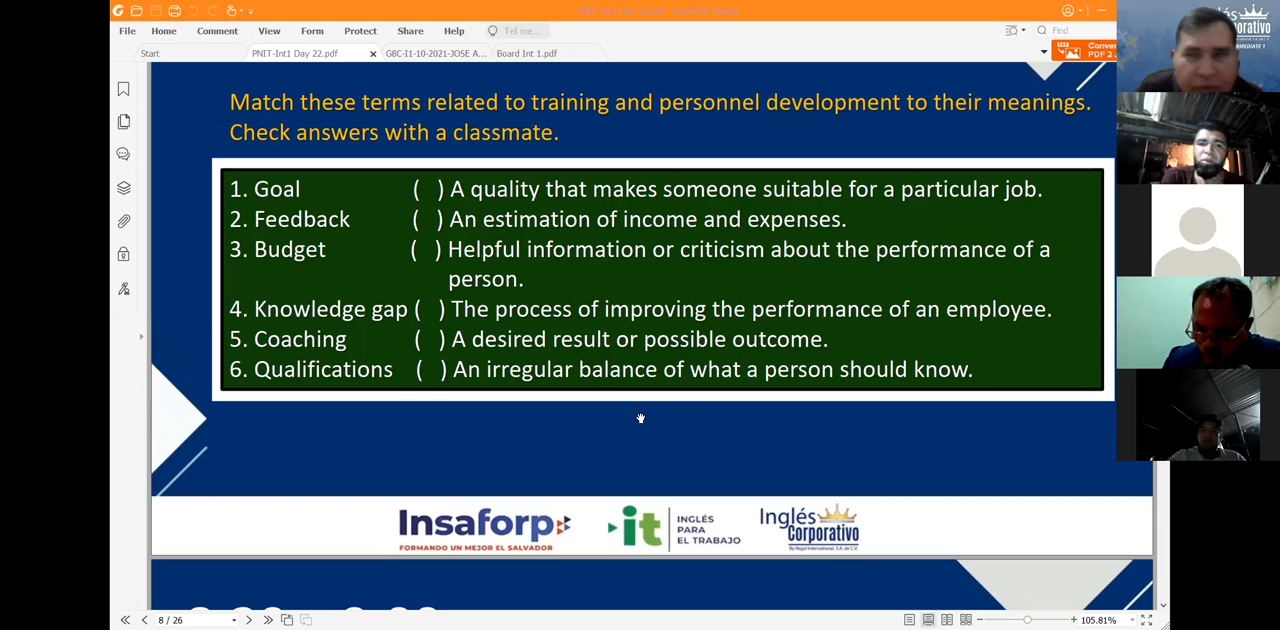 File Home Comment View Form Protect Share Help Tell me... Find
Start PNIT-Int1 Day 22.pdf G8C-I1-10-2021-JOSE A... Board Int 1.pdf
Match these terms related to training and personnel development to their meanings.
Check answers with a classmate.
1. Goal ( ) A quality that makes someone suitable for a particular job.
2. Feedback ( ) An estimation of income and expenses.
3. Budget ( ) Helpful information or criticism about the performance of a
person.
4. Knowledge gap ( ) The process of improving the performance of an employee.
5. Coaching ( ) A desired result or possible outcome.
6. Qualifications ( ) An irregular balance of what a person should know.
Insaforp
FORMANDO UN MEJOR EL SALVADOR
it INGLÉS
PARA
EL TRABAJO
Inglés
Corporativo
8 / 26 105.81%